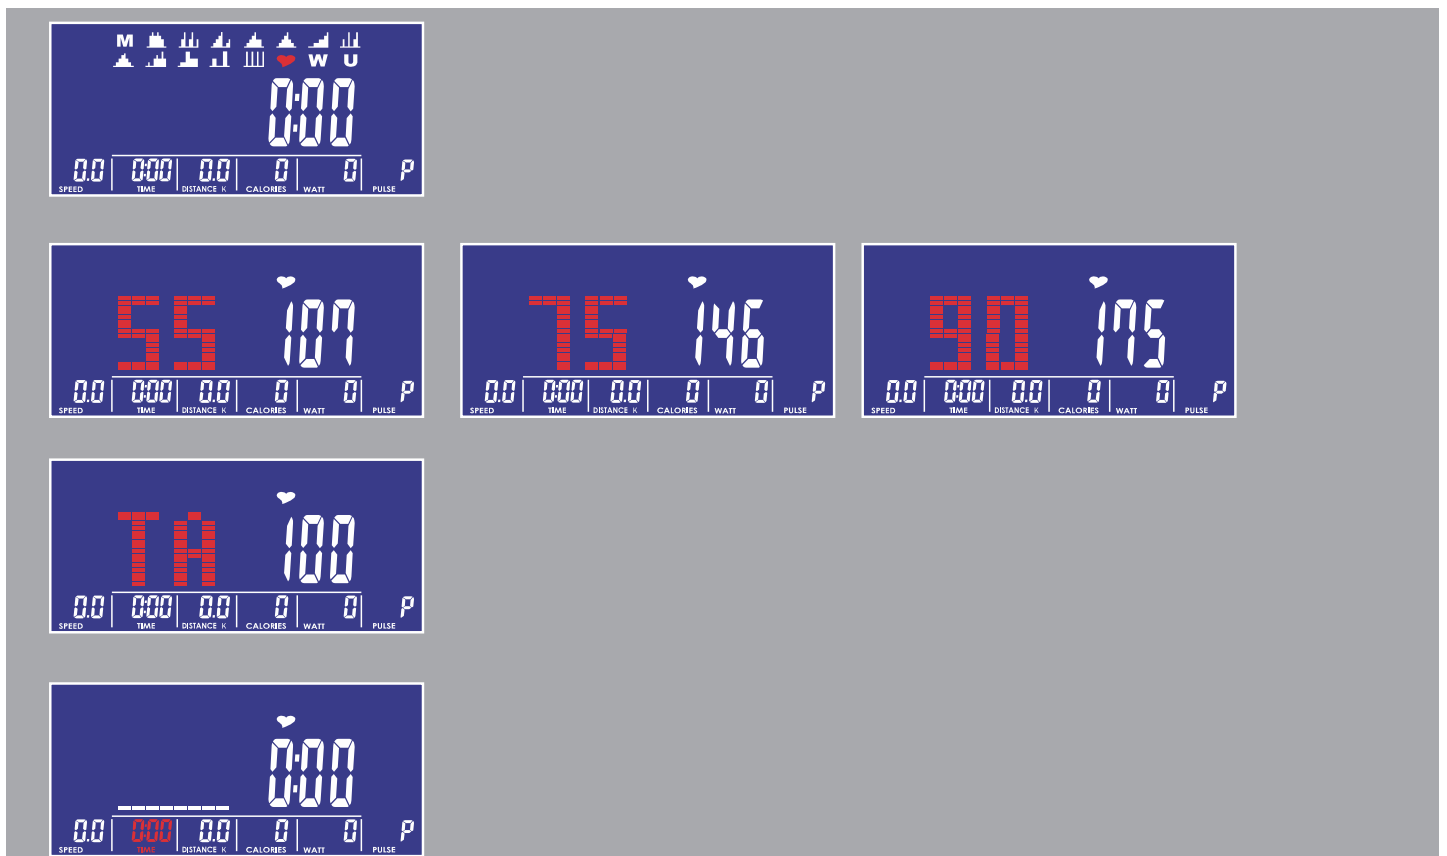 M
W U
0:00
0.0 0:00 0.0 0 0 P
SPEED TIME DISTANCE K CALORIES WATT PULSE
55 107
0.0 0:00 0.0 0 0 P
SPEED TIME DISTANCE K CALORIES WATT PULSE
75 146
0.0 0:00 0.0 0 0 P
SPEED TIME DISTANCE K CALORIES WATT PULSE
90 175
0.0 0:00 0.0 0 0 P
SPEED TIME DISTANCE K CALORIES WATT PULSE
TA 100
0.0 0:00 0.0 0 0 P
SPEED TIME DISTANCE K CALORIES WATT PULSE
0:00
0.0 0:00 0.0 0 0 P
SPEED TIME DISTANCE K CALORIES WATT PULSE